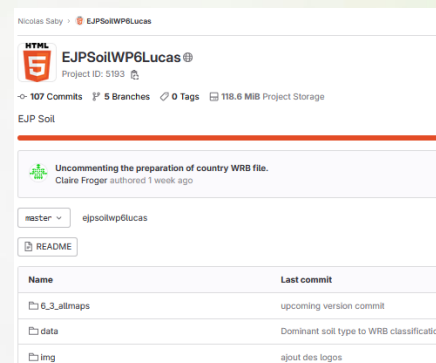 Nicolas Saby › EJPSoilWP6Lucas
HTML
5
EJPSoilWP6Lucas
Project ID: 5193
107 Commits 5 Branches 0 Tags 118.6 MiB Project Storage
EJP Soil
Uncommenting the preparation of country WRB file.
Claire Froger authored 1 week ago
master ejpsoilwp6lucas
README
Name Last commit
6_3_allmaps upcoming version commit
data Dominant soil type to WRB classificatio
img ajout des logos